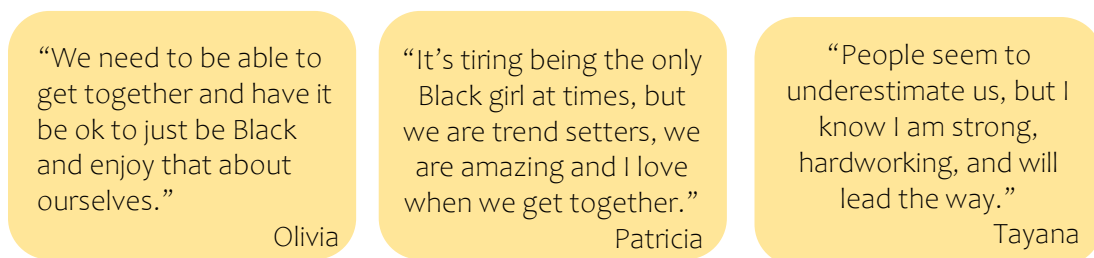 “We need to be able to
get together and have it
be ok to just be Black
and enjoy that about
ourselves.”
Olivia
“It’s tiring being the only
Black girl at times, but
we are trend setters, we
are amazing and I love
when we get together.”
Patricia
“People seem to
underestimate us, but I
know I am strong,
hardworking, and will
lead the way.”
Tayana